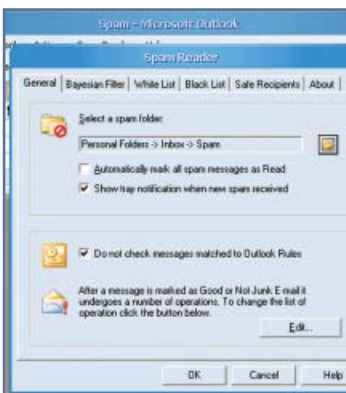 Spam - Microsoft Outlook
Spam Reader
General Bayesian Filter White List Black List Safe Recipients About
Select a spam folder:
Personal Folders -> Inbox -> Spam
Automatically mark all spam messages as Read
Show tray notification when new spam received
Do not check messages matched to Outlook Rules
After a message is marked as Good or Not Junk E-mail it
undergoes a number of operations. To change the list of
operation click the button below.
Edit...
OK Cancel Help